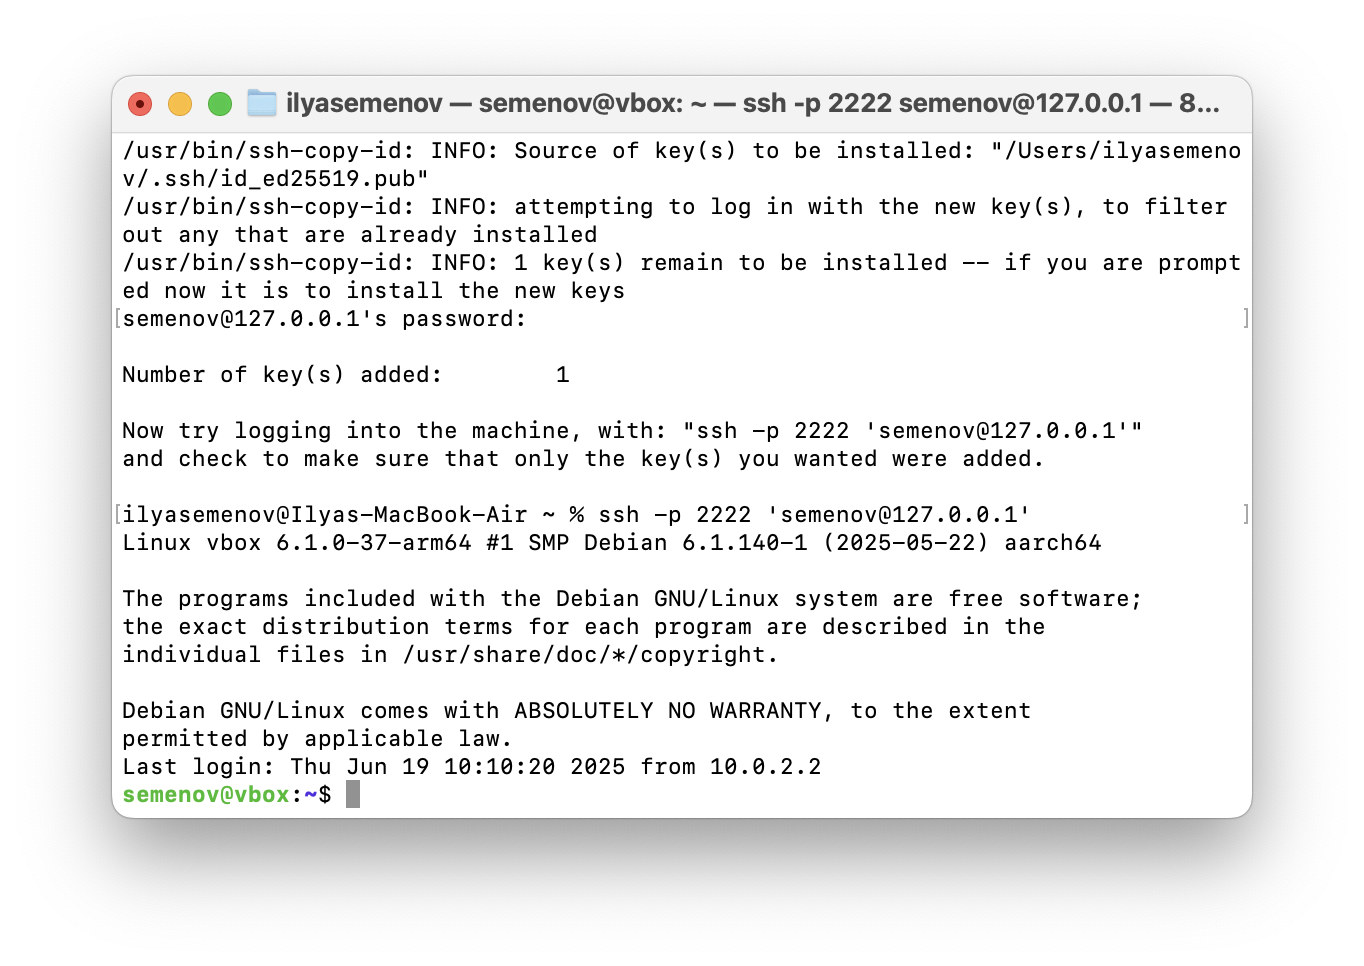 ilyasemenov — semenov@vbox: ~ — ssh -p 2222 semenov@127.0.0.1 — 8...
/usr/bin/ssh-copy-id: INFO: Source of key(s) to be installed: "/Users/ilyasemeno
v/.ssh/id_ed25519.pub"
/usr/bin/ssh-copy-id: INFO: attempting to log in with the new key(s), to filter
out any that are already installed
/usr/bin/ssh-copy-id: INFO: 1 key(s) remain to be installed -- if you are prompt
ed now it is to install the new keys
[semenov@127.0.0.1's password: ]

Number of key(s) added:        1

Now try logging into the machine, with: "ssh -p 2222 'semenov@127.0.0.1'"
and check to make sure that only the key(s) you wanted were added.

[ilyasemenov@Ilyas-MacBook-Air ~ % ssh -p 2222 'semenov@127.0.0.1' ]
Linux vbox 6.1.0-37-arm64 #1 SMP Debian 6.1.140-1 (2025-05-22) aarch64

The programs included with the Debian GNU/Linux system are free software;
the exact distribution terms for each program are described in the
individual files in /usr/share/doc/*/copyright.

Debian GNU/Linux comes with ABSOLUTELY NO WARRANTY, to the extent
permitted by applicable law.
Last login: Thu Jun 19 10:10:20 2025 from 10.0.2.2
semenov@vbox:~$